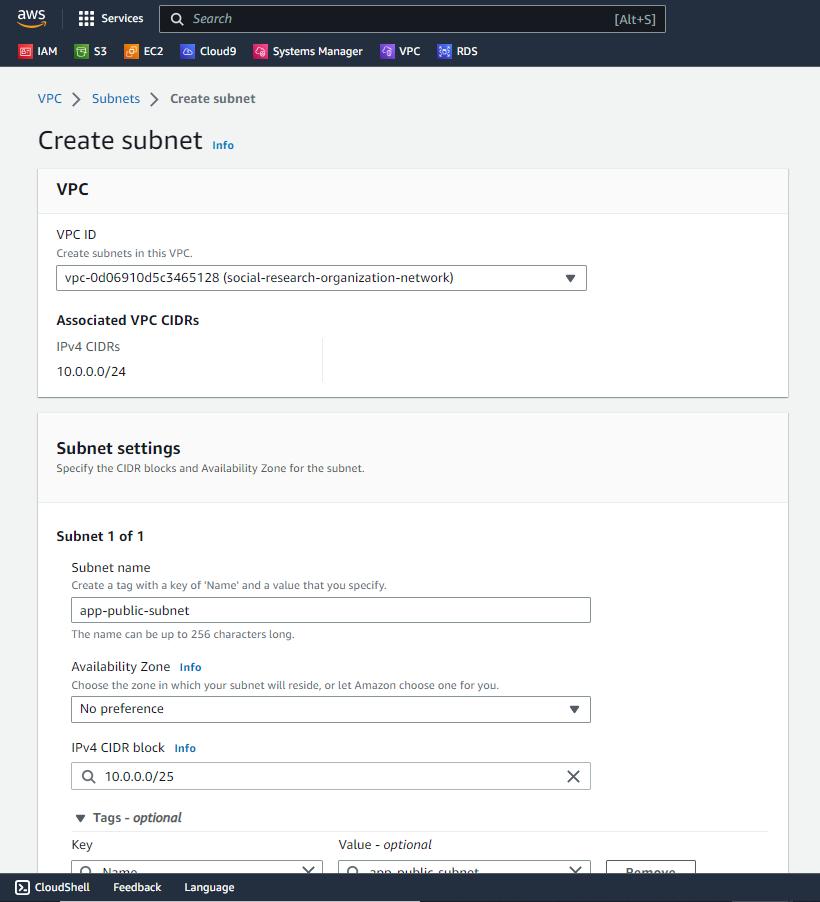 aws Services Search [Alt+S]
IAM S3 EC2 Cloud9 Systems Manager VPC RDS
VPC Subnets Create subnet
Create subnet Info
VPC
VPC ID
Create subnets in this VPC.
vpc-0d06910d5c3465128 (social-research-organization-network)
Associated VPC CIDRs
IPv4 CIDRs
10.0.0.0/24
Subnet settings
Specify the CIDR blocks and Availability Zone for the subnet.
Subnet 1 of 1
Subnet name
Create a tag with a key of 'Name' and a value that you specify.
app-public-subnet
The name can be up to 256 characters long.
Availability Zone Info
Choose the zone in which your subnet will reside, or let Amazon choose one for you.
No preference
IPv4 CIDR block Info
10.0.0.0/25
Tags - optional
Key Value - optional
Name app-public-subnet Remove
CloudShell Feedback Language